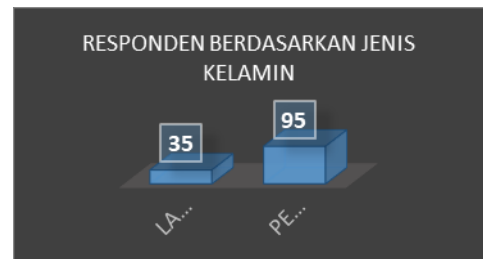 RESPONDEN BERDASARKAN JENIS
KELAMIN
35
95
LA...
PE...